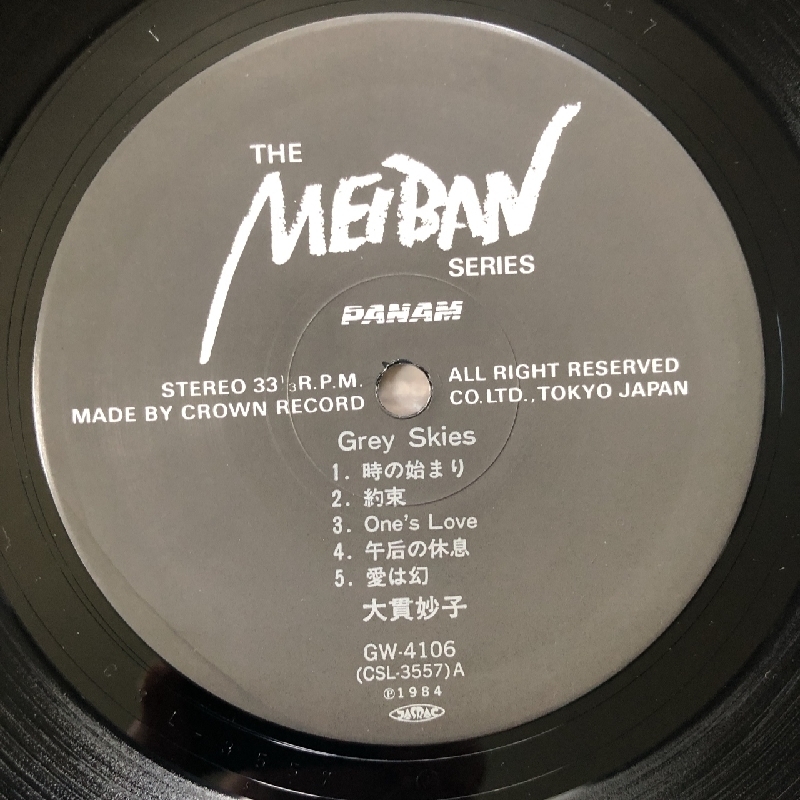 THE
MEIBAN
SERIES
PANAM
STEREO 33⅓R.P.M. ALL RIGHT RESERVED
MADE BY CROWN RECORD CO.LTD.,TOKYO JAPAN
Grey Skies
1. 時の始まり
2. 約束
3. One's Love
4. 午后の休息
5. 愛は幻
大貫妙子
GW-4106
(CSL-3557)A
℗1984
JASRAC